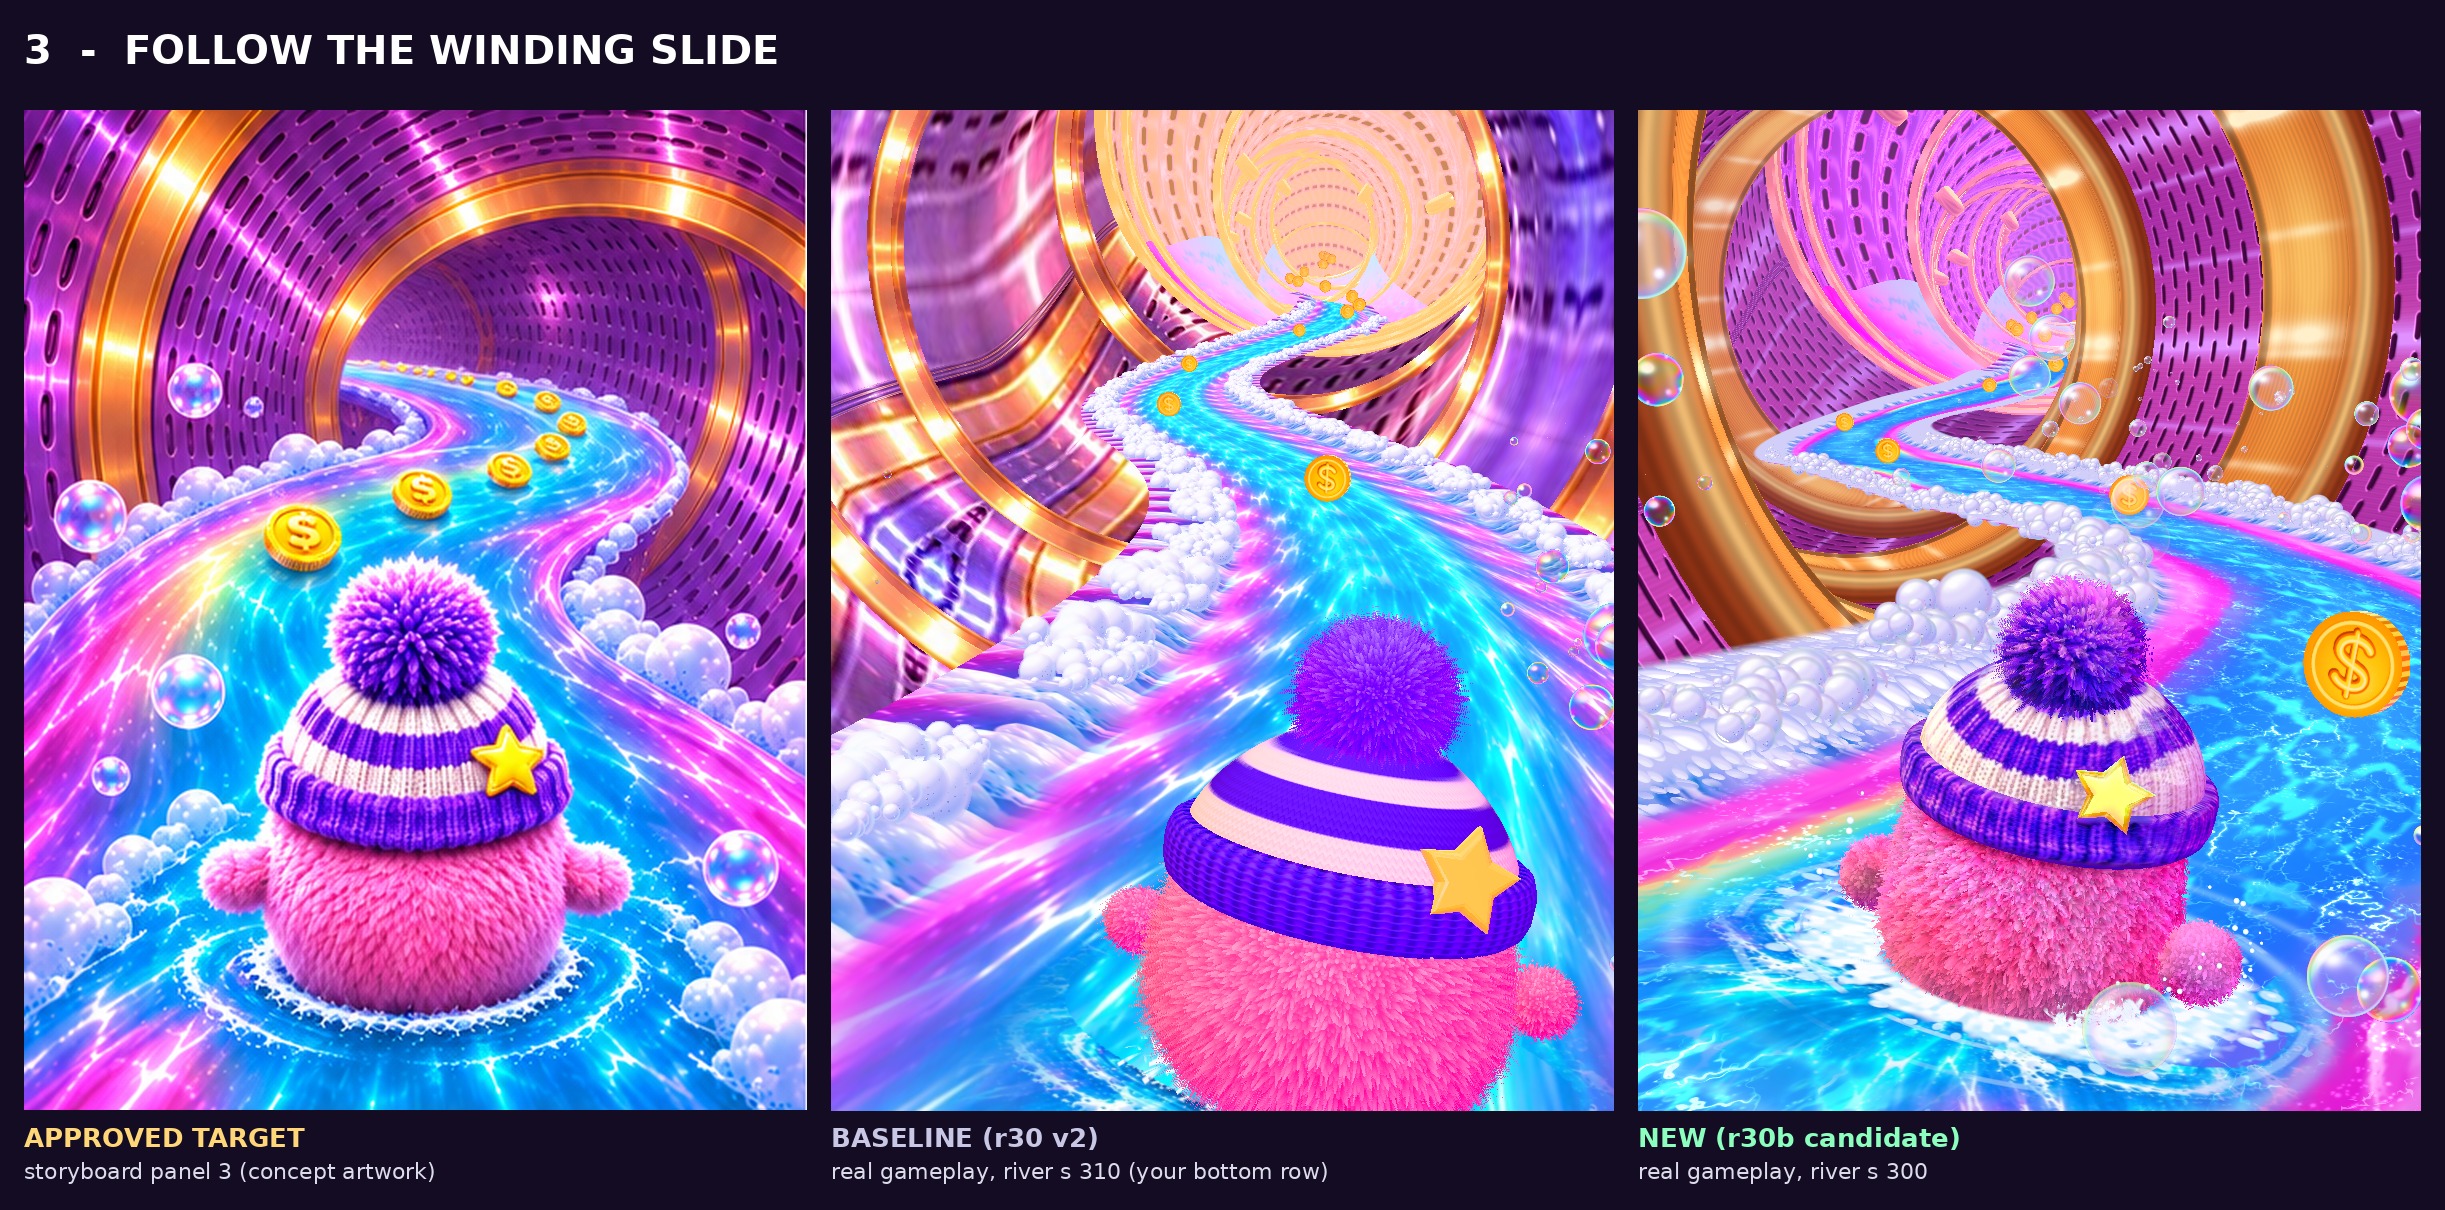 3 - FOLLOW THE WINDING SLIDE
APPROVED TARGET
storyboard panel 3 (concept artwork)
BASELINE (r30 v2)
real gameplay, river s 310 (your bottom row)
NEW (r30b candidate)
real gameplay, river s 300